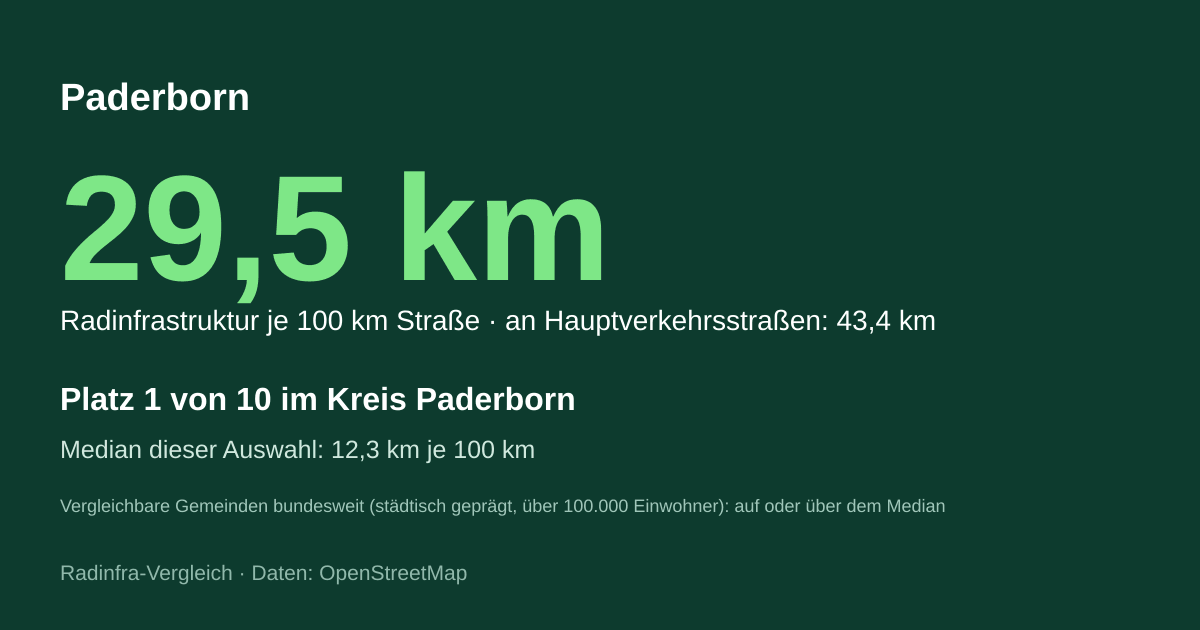 Paderborn
29,5 km
Radinfrastruktur je 100 km Straße · an Hauptverkehrsstraßen: 43,4 km
Platz 1 von 10 im Kreis Paderborn
Median dieser Auswahl: 12,3 km je 100 km
Vergleichbare Gemeinden bundesweit (städtisch geprägt, über 100.000 Einwohner): auf oder über dem Median
Radinfra-Vergleich · Daten: OpenStreetMap